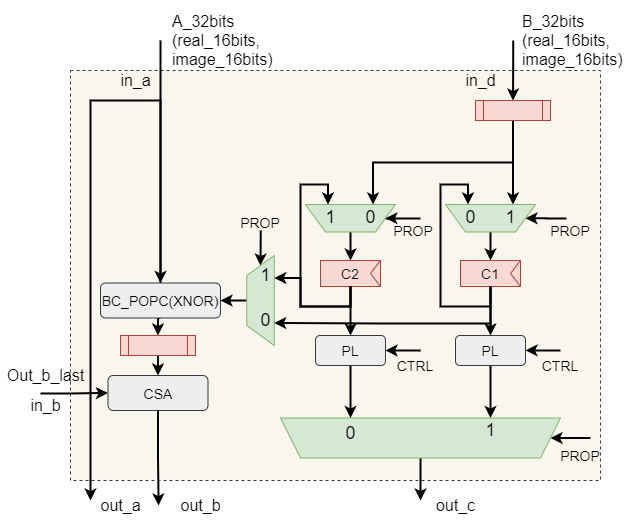 A_32bits
(real_16bits,
image_16bits)
B_32bits
(real_16bits,
image_16bits)
in_a
in_d
1 0
PROP
0 1
PROP
PROP
1
0
C2
C1
BC_POPC(XNOR)
PL
CTRL
PL
CTRL
Out_b_last
in_b
CSA
0
1
PROP
out_a
out_b
out_c